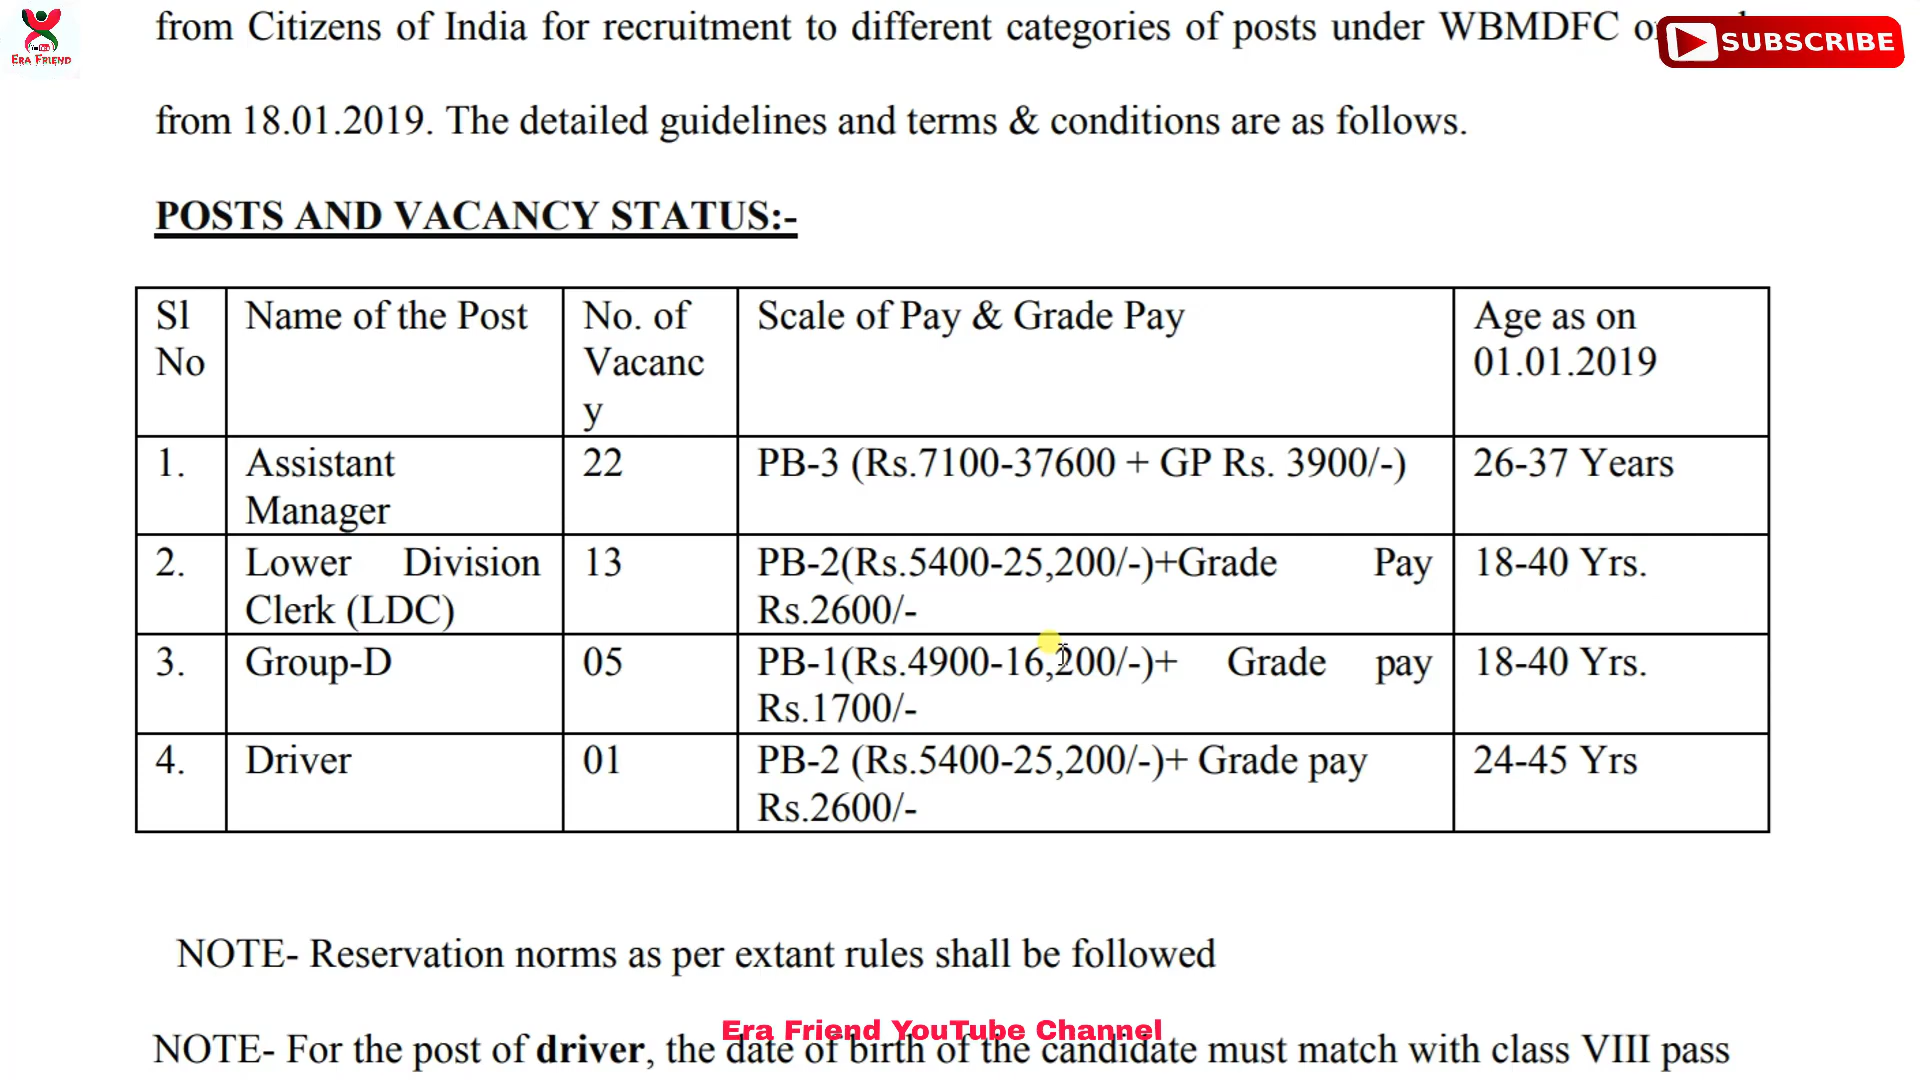 from Citizens of India for recruitment to different categories of posts under WBMDFC
SUBSCRIBE
ERA FRIEND
from 18.01.2019. The detailed guidelines and terms & conditions are as follows.
POSTS AND VACANCY STATUS:-
Sl No | Name of the Post | No. of Vacancy | Scale of Pay & Grade Pay | Age as on 01.01.2019
1. | Assistant Manager | 22 | PB-3 (Rs.7100-37600 + GP Rs. 3900/-) | 26-37 Years
2. | Lower Division Clerk (LDC) | 13 | PB-2(Rs.5400-25,200/-)+Grade Pay Rs.2600/- | 18-40 Yrs.
3. | Group-D | 05 | PB-1(Rs.4900-16,200/-)+ Grade pay Rs.1700/- | 18-40 Yrs.
4. | Driver | 01 | PB-2 (Rs.5400-25,200/-)+ Grade pay Rs.2600/- | 24-45 Yrs
NOTE- Reservation norms as per extant rules shall be followed
Era Friend YouTube Channel
NOTE- For the post of driver, the date of birth of the candidate must match with class VIII pass